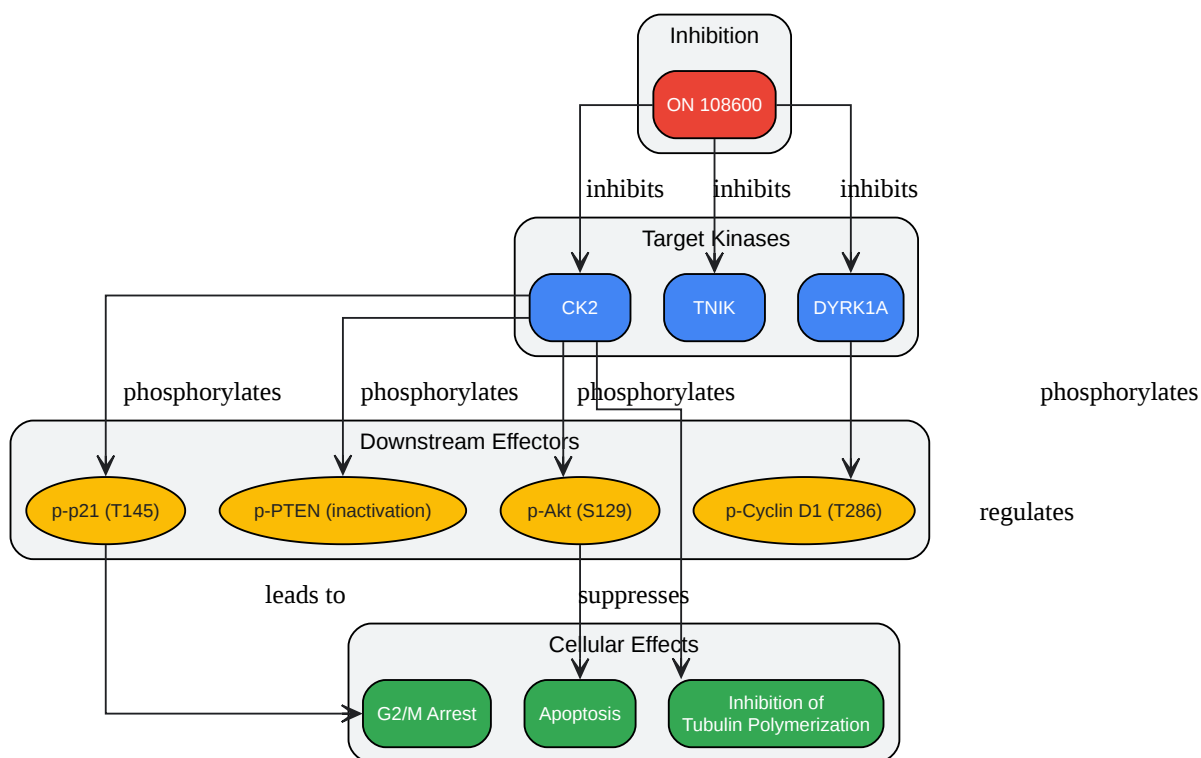 Inhibition
ON 108600
inhibits
inhibits
inhibits
Target Kinases
CK2
TNIK
DYRK1A
phosphorylates
phosphorylates
phosphorylates
phosphorylates
Downstream Effectors
p-p21 (T145)
p-PTEN (inactivation)
p-Akt (S129)
p-Cyclin D1 (T286)
regulates
leads to
suppresses
Cellular Effects
G2/M Arrest
Apoptosis
Inhibition of
Tubulin Polymerization